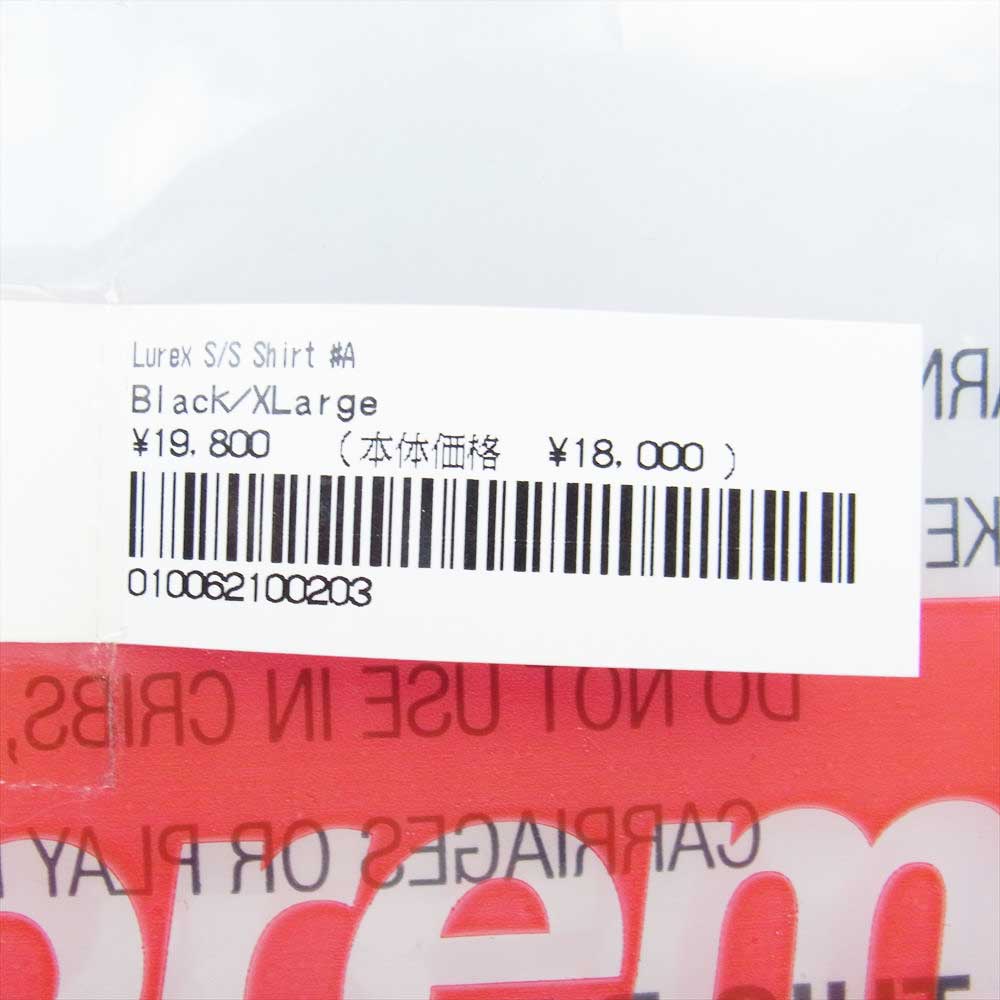 Lurex S/S Shirt #A
Black/XLarge
¥19,800 (本体価格 ¥18,000)
010062100203
DO NOT USE IN CRIBS,
CARRIAGES OR PLAY
prem